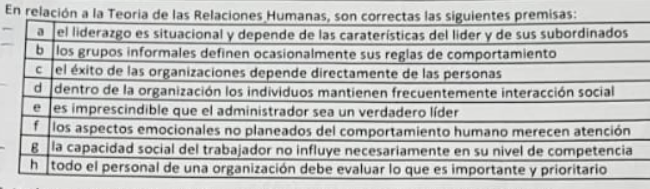 En relación a la Teoria de las Relaciones Humanas, son correctas las siguientes premisas:
a el liderazgo es situacional y depende de las caraterísticas del lider y de sus subordinados
b los grupos informales definen ocasionalmente sus reglas de comportamiento
c el éxito de las organizaciones depende directamente de las personas
d dentro de la organización los individuos mantienen frecuentemente interacción social
e es imprescindible que el administrador sea un verdadero líder
f los aspectos emocionales no planeados del comportamiento humano merecen atención
g la capacidad social del trabajador no influye necesariamente en su nivel de competencia
h todo el personal de una organización debe evaluar lo que es importante y prioritario